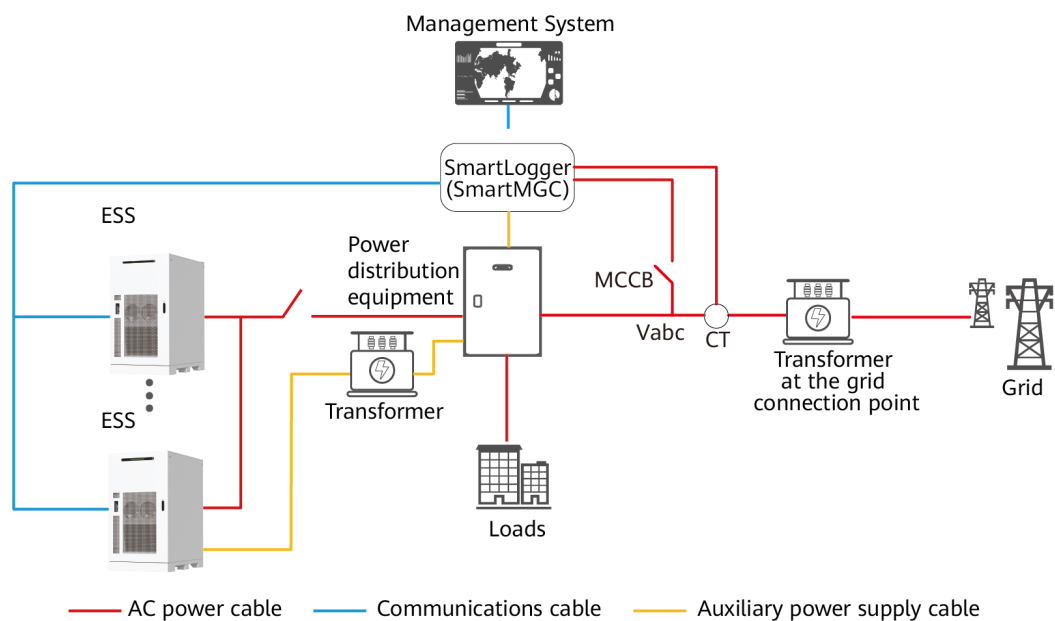 Management System
SmartLogger
(SmartMGC)
ESS
Power
distribution
equipment
MCCB
Vabc
CT
Transformer
at the grid
connection point
Grid
Transformer
ESS
Loads
AC power cable
Communications cable
Auxiliary power supply cable